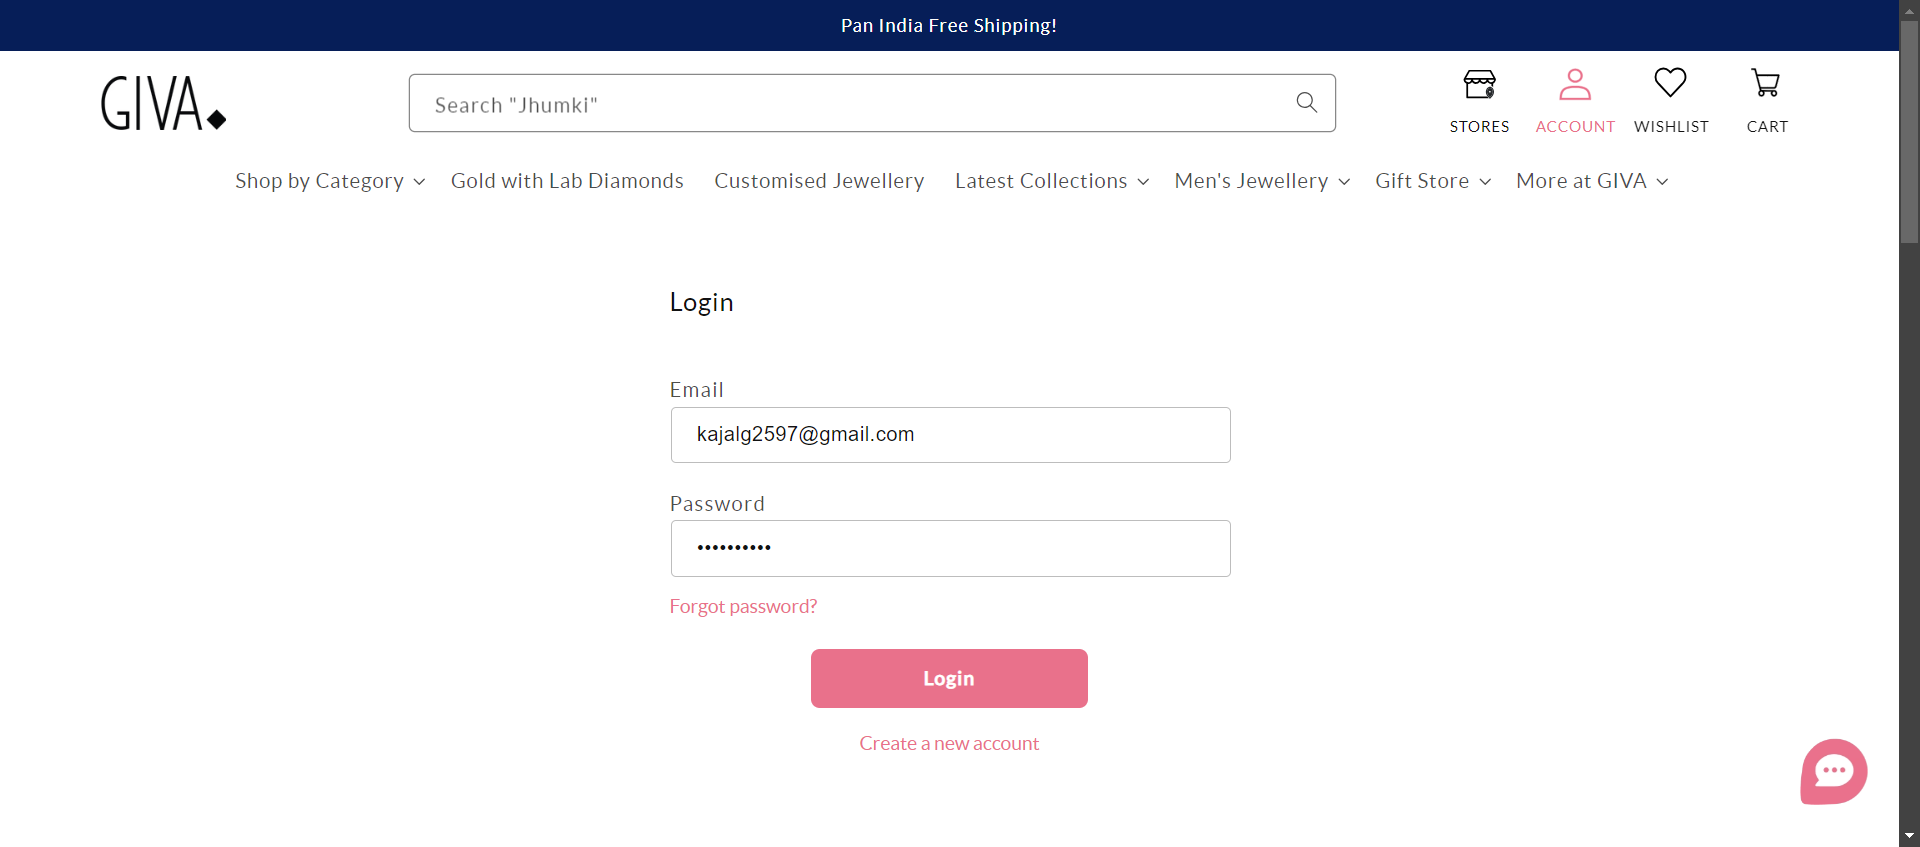 Pan India Free Shipping!
GIVA
Search "Jhumki"
STORES ACCOUNT WISHLIST CART
Shop by Category Gold with Lab Diamonds Customised Jewellery Latest Collections Men's Jewellery Gift Store More at GIVA
Login
Email
kajalg2597@gmail.com
Password
••••••••••
Forgot password?
Login
Create a new account